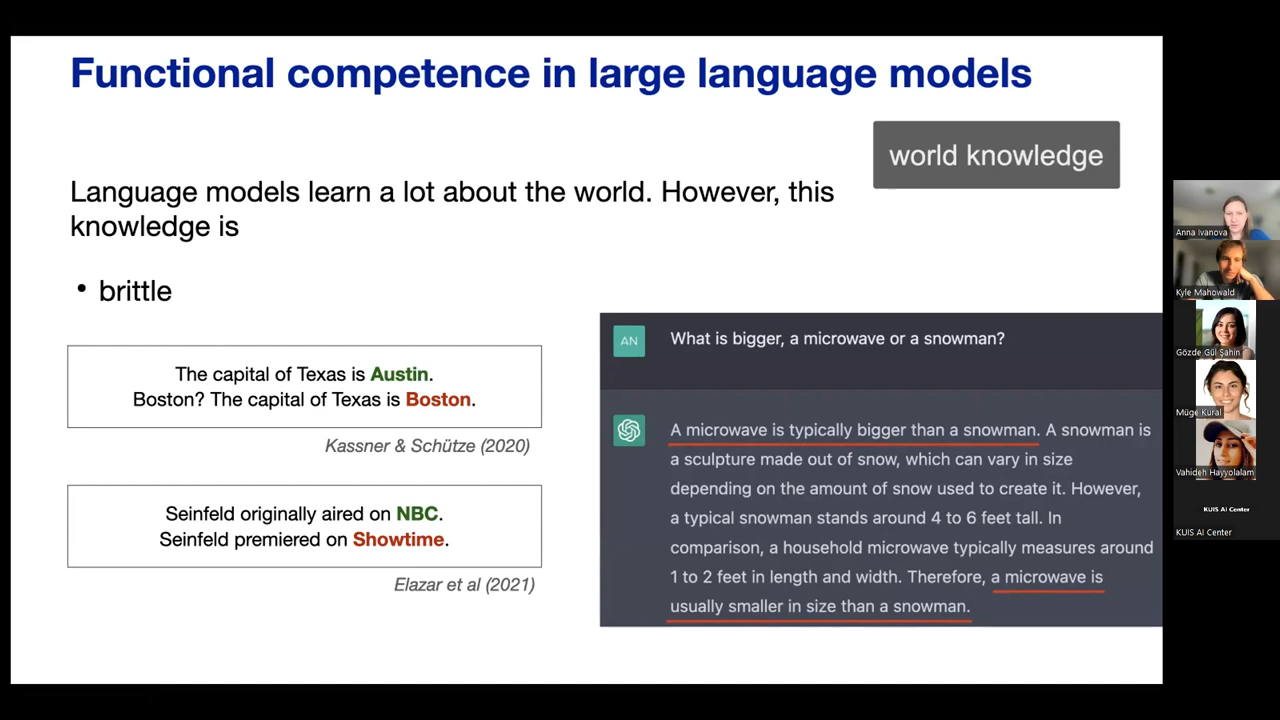 Functional competence in large language models
world knowledge
Language models learn a lot about the world. However, this
knowledge is
• brittle
The capital of Texas is Austin.
Boston? The capital of Texas is Boston.
Kassner & Schütze (2020)
Seinfeld originally aired on NBC.
Seinfeld premiered on Showtime.
Elazar et al (2021)
AN
What is bigger, a microwave or a snowman?
A microwave is typically bigger than a snowman. A snowman is
a sculpture made out of snow, which can vary in size
depending on the amount of snow used to create it. However,
a typical snowman stands around 4 to 6 feet tall. In
comparison, a household microwave typically measures around
1 to 2 feet in length and width. Therefore, a microwave is
usually smaller in size than a snowman.
Anna Ivanova
Kyle Mahowald
Gözde Gül Şahin
Müge Kural
Vahideh Hayyolalam
KUIS AI Center
KUIS AI Center